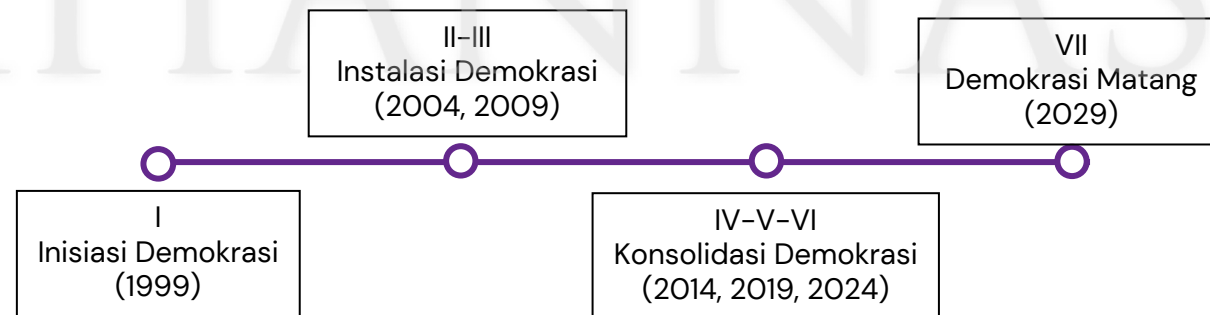 I
Inisiasi Demokrasi
(1999)
II-III
Instalasi Demokrasi
(2004, 2009)
IV-V-VI
Konsolidasi Demokrasi
(2014, 2019, 2024)
VII
Demokrasi Matang
(2029)